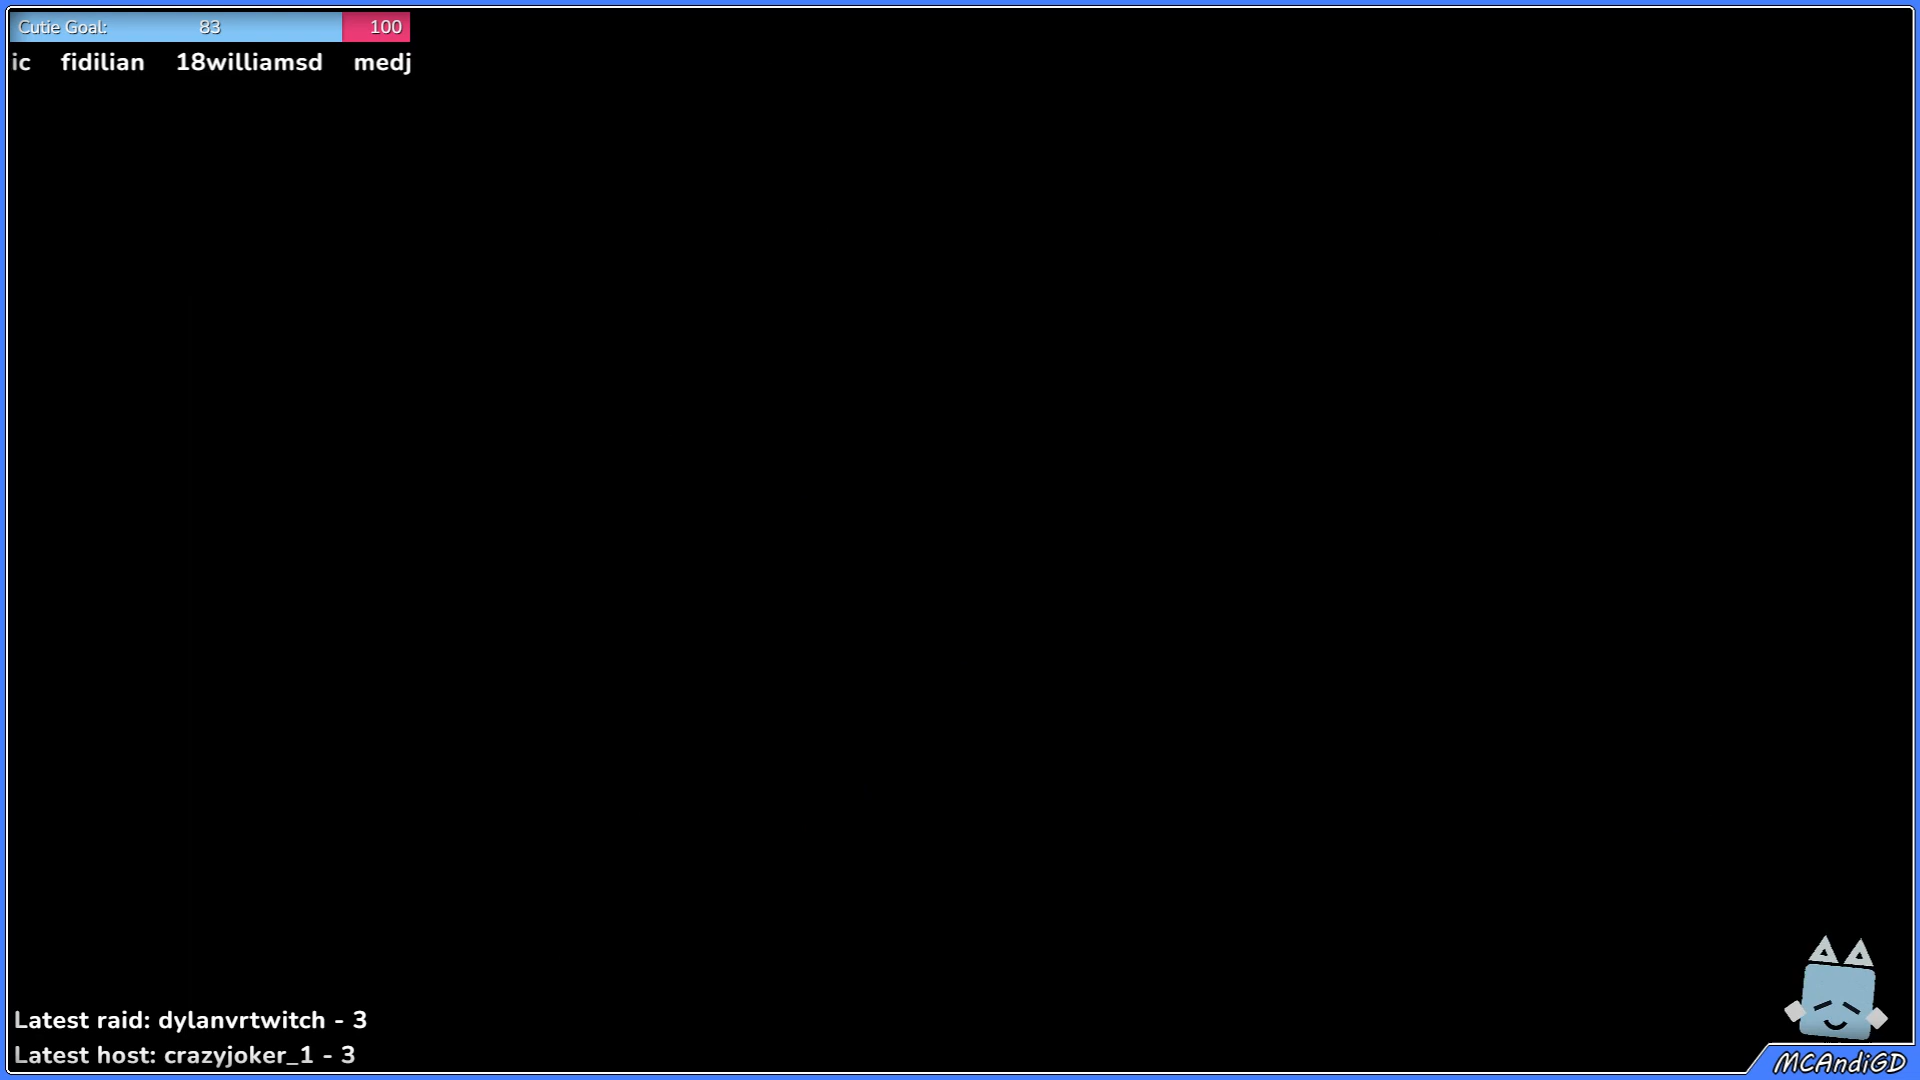 Cutie Goal: 83 100
ic fidilian 18williamsd medj
Latest raid: dylanvrtwitch - 3
Latest host: crazyjoker_1 - 3
MCAndiGD